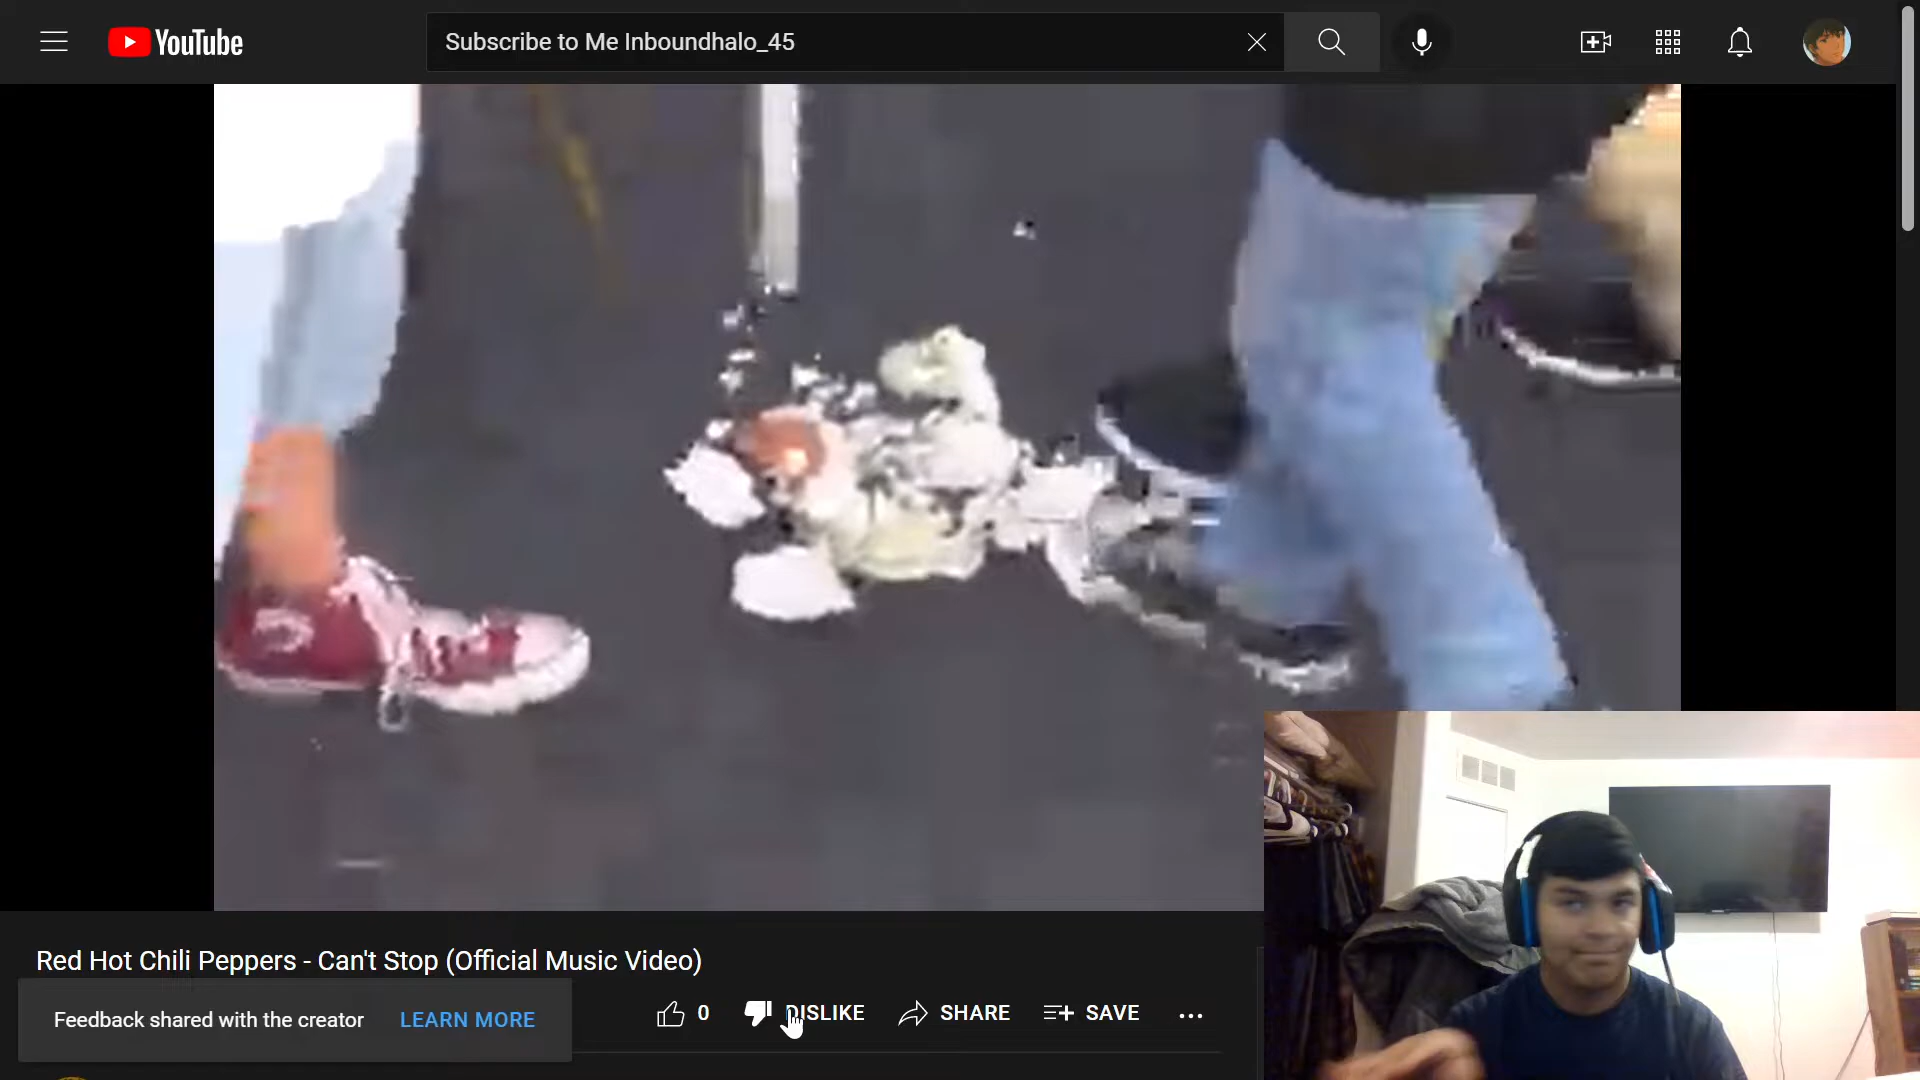 YouTube
Subscribe to Me Inboundhalo_45
Red Hot Chili Peppers - Can't Stop (Official Music Video)
Feedback shared with the creator LEARN MORE
0 DISLIKE SHARE SAVE